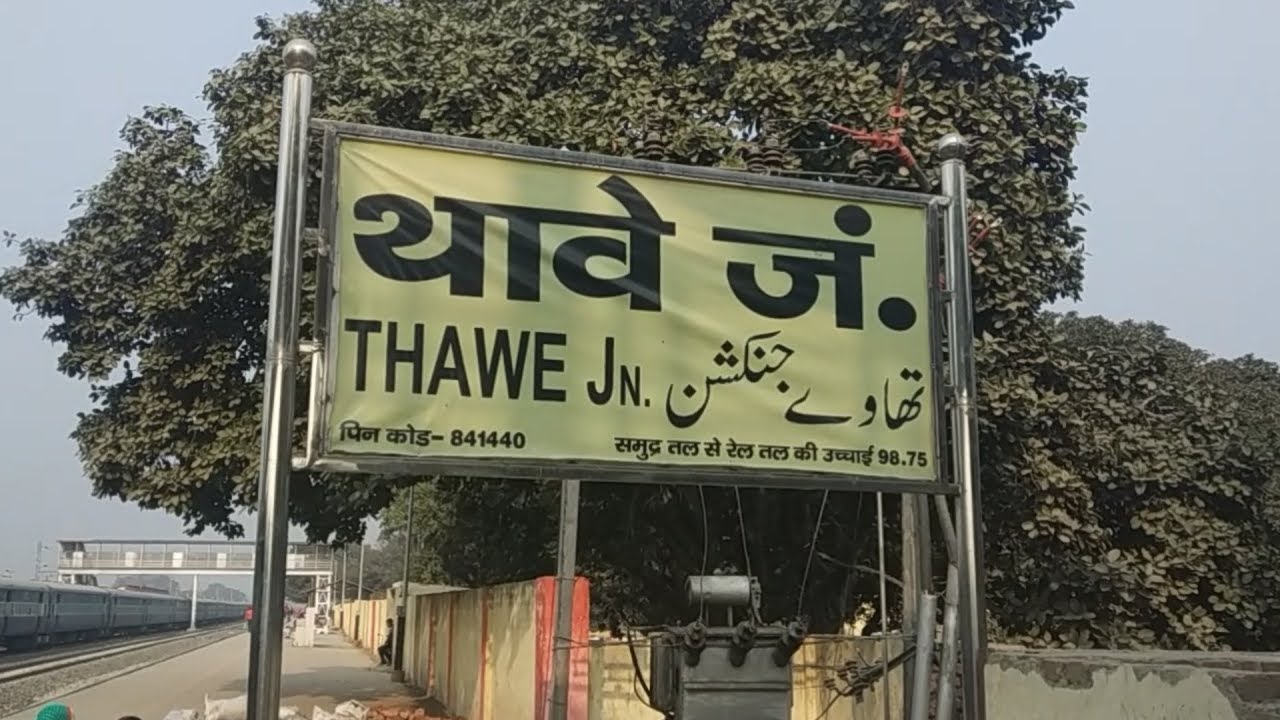 थावे जं.
THAWE JN. تھاوے جنکشن
पिन कोड- 841440 समुद्र तल से रेल तल की उच्चाई 98.75